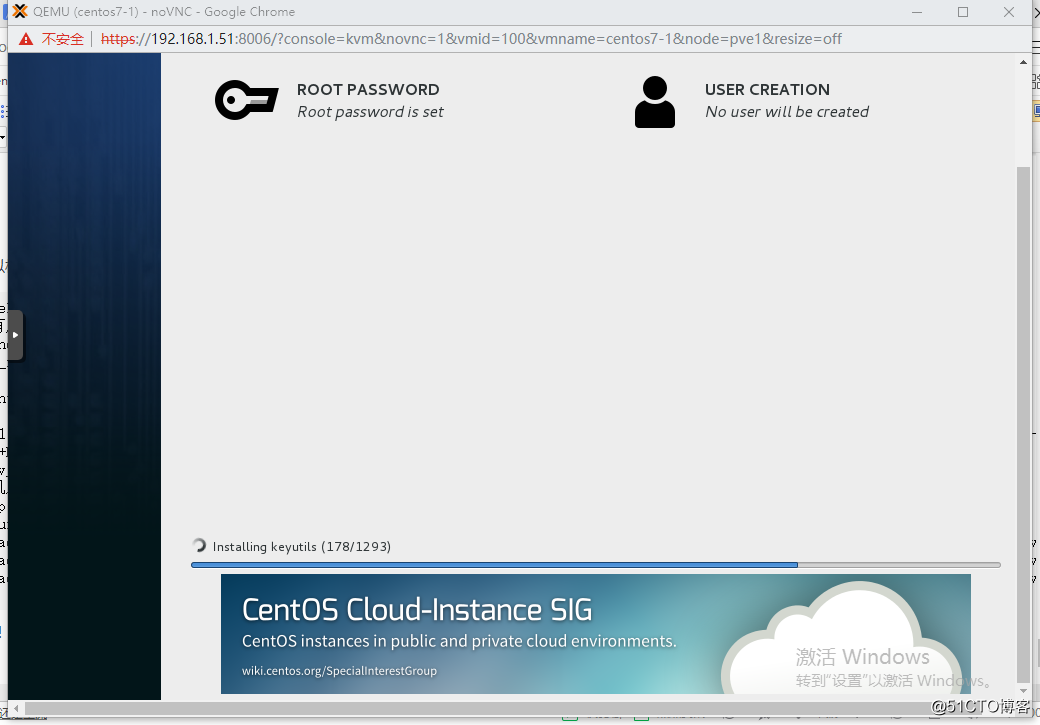 QEMU (centos7-1) - noVNC - Google Chrome
不安全 | https://192.168.1.51:8006/?console=kvm&novnc=1&vmid=100&vmname=centos7-1&node=pve1&resize=off
ROOT PASSWORD
Root password is set
USER CREATION
No user will be created
Installing keyutils (178/1293)
CentOS Cloud-Instance SIG
CentOS instances in public and private cloud environments.
wiki.centos.org/SpecialInterestGroup
激活 Windows
转到“设置”以激活 Windows。
@51CTO博客